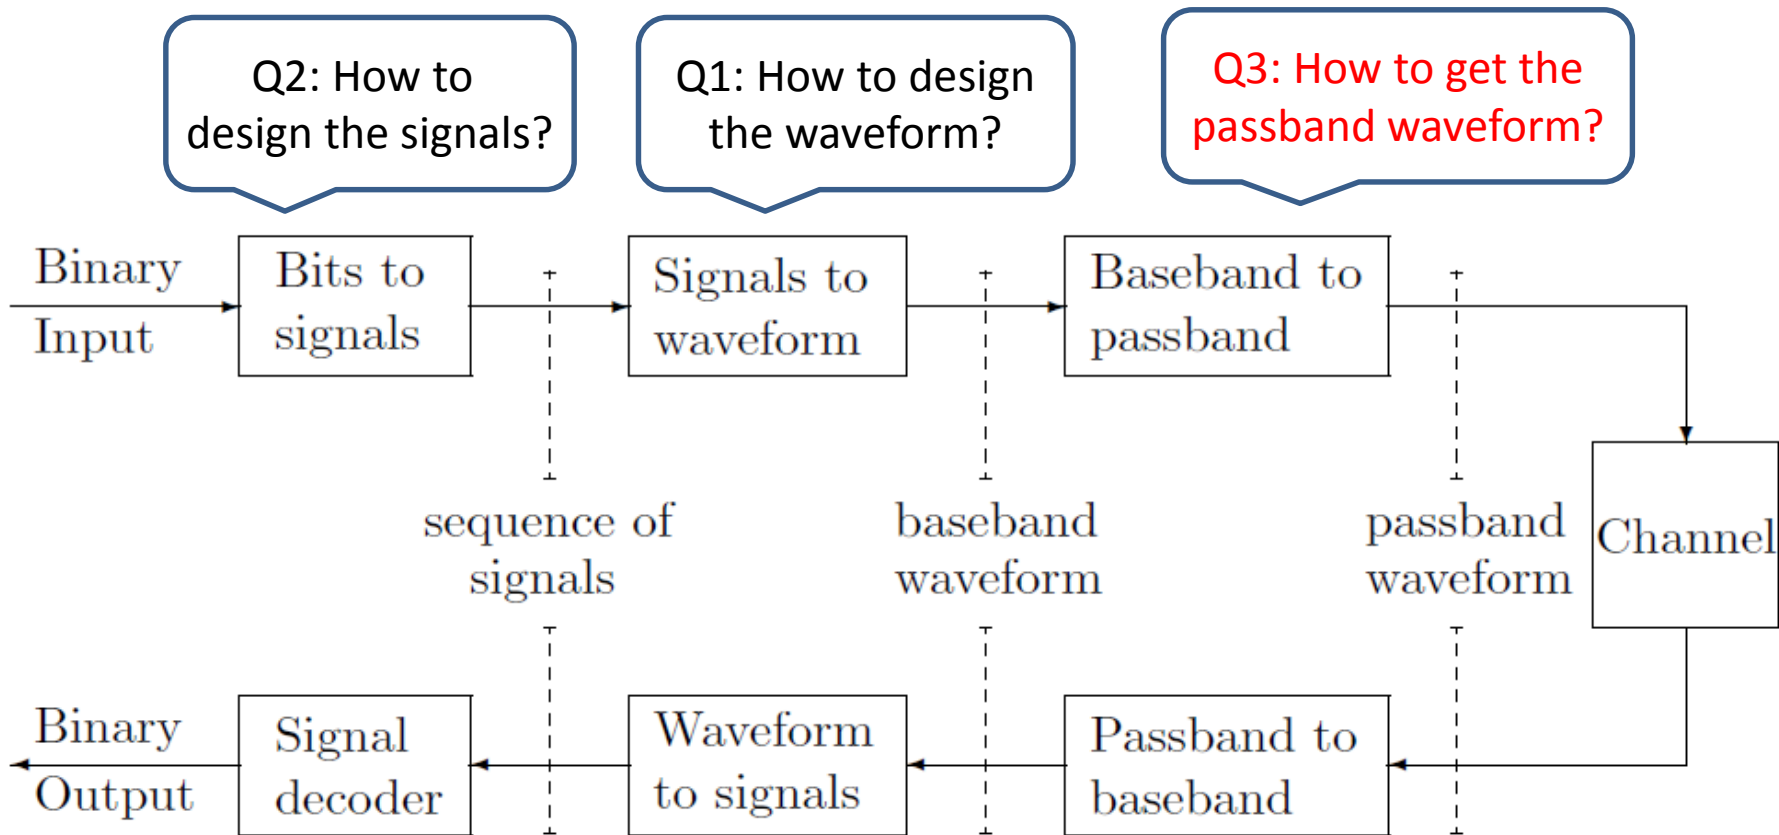 Q2: How to
design the signals?
Q1: How to design
the waveform?
Q3: How to get the
passband waveform?
Binary
Input
Bits to
signals
Signals to
waveform
Baseband to
passband
sequence of
signals
baseband
waveform
passband
waveform
Channel
Binary
Output
Signal
decoder
Waveform
to signals
Passband to
baseband